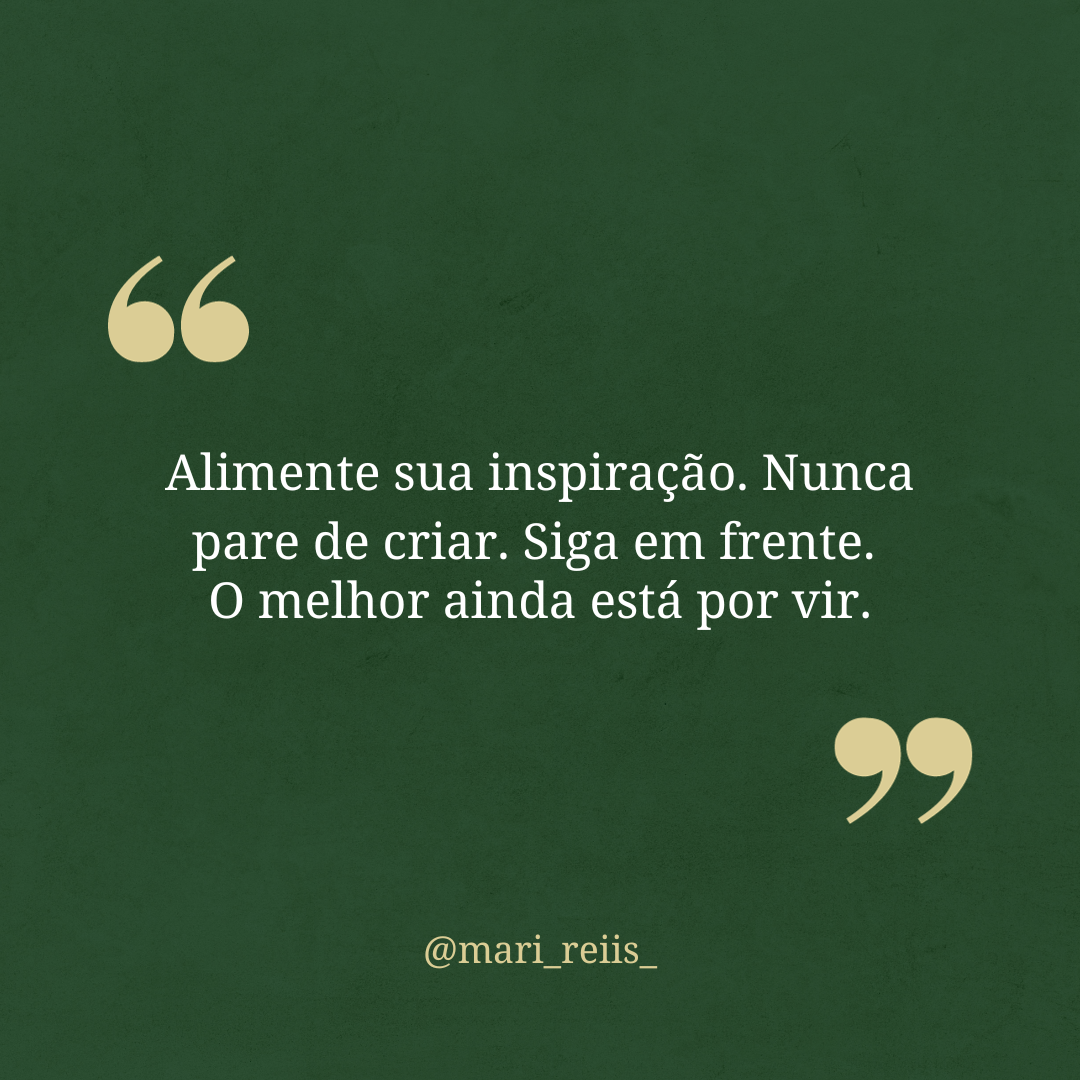 “
Alimente sua inspiração. Nunca
pare de criar. Siga em frente.
O melhor ainda está por vir.
”
@mari_reiis_